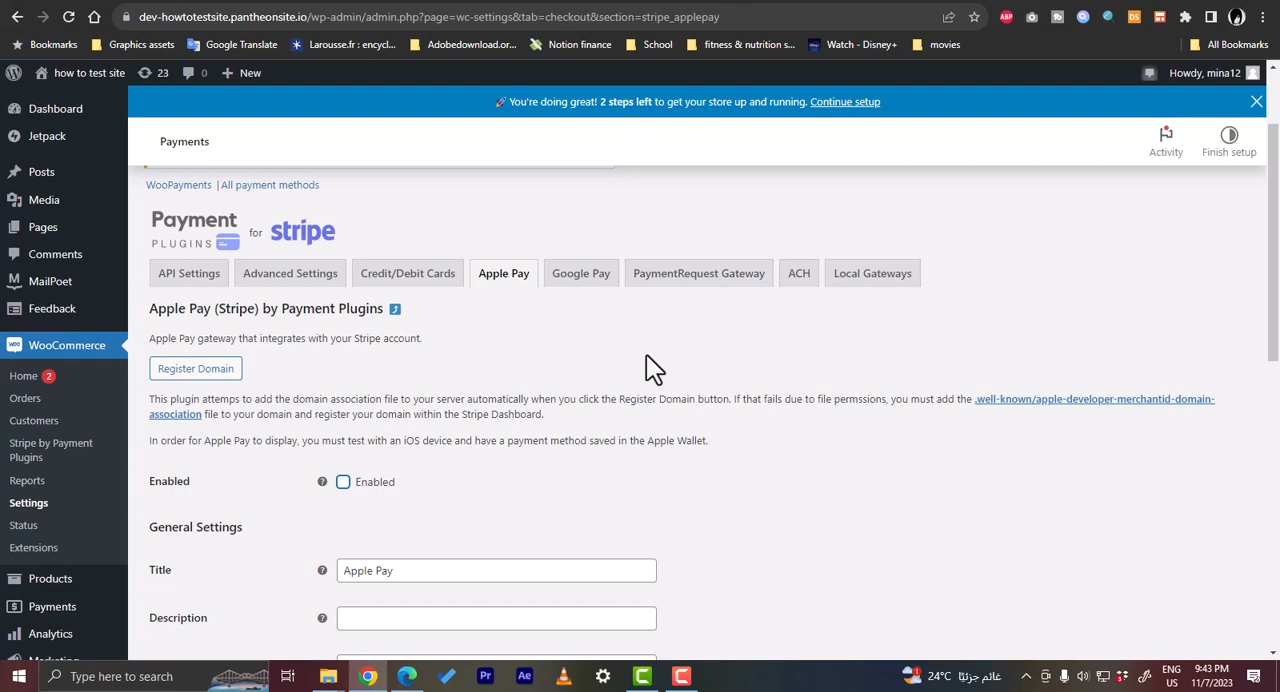 dev-howtotestsite.pantheonsite.io/wp-admin/admin.php?page=wc-settings&tab=checkout&section=stripe_applepay
ABP
DS
Bookmarks
Graphics assets
Google Translate
Larousse.fr : encycl...
Adobedownload.or...
Notion finance
School
fitness & nutrition s...
Watch - Disney+
movies
All Bookmarks
how to test site
23
0
New
Howdy, mina12
Dashboard
Jetpack
Posts
Media
Pages
Comments
MailPoet
Feedback
WooCommerce
Home 2
Orders
Customers
Stripe by Payment
Plugins
Reports
Settings
Status
Extensions
Products
Payments
Analytics
🚀 You're doing great! 2 steps left to get your store up and running. Continue setup
Payments
Activity
Finish setup
WooPayments | All payment methods
Payment
PLUGINS
for
stripe
API Settings
Advanced Settings
Credit/Debit Cards
Apple Pay
Google Pay
PaymentRequest Gateway
ACH
Local Gateways
Apple Pay (Stripe) by Payment Plugins
Apple Pay gateway that integrates with your Stripe account.
Register Domain
This plugin attemps to add the domain association file to your server automatically when you click the Register Domain button. If that fails due to file permssions, you must add the .well-known/apple-developer-merchantid-domain-
association file to your domain and register your domain within the Stripe Dashboard.
In order for Apple Pay to display, you must test with an iOS device and have a payment method saved in the Apple Wallet.
Enabled
Enabled
General Settings
Title
Apple Pay
Description
Type here to search
Pr
Ae
24°C
غائم جزئيًا
ENG
US
9:43 PM
11/7/2023